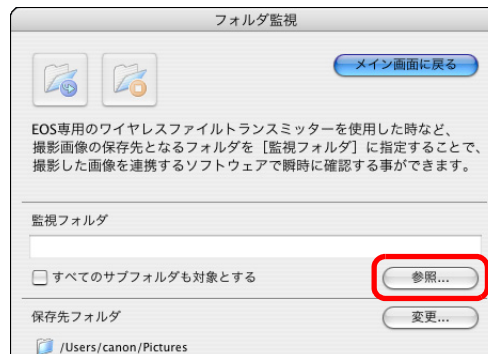 フォルダ監視
メイン画面に戻る
EOS専用のワイヤレスファイルトランスミッターを使用した時など、
撮影画像の保存先となるフォルダを［監視フォルダ］に指定することで、
撮影した画像を連携するソフトウェアで瞬時に確認する事ができます。
監視フォルダ
すべてのサブフォルダも対象とする
参照...
保存先フォルダ
変更...
/Users/canon/Pictures